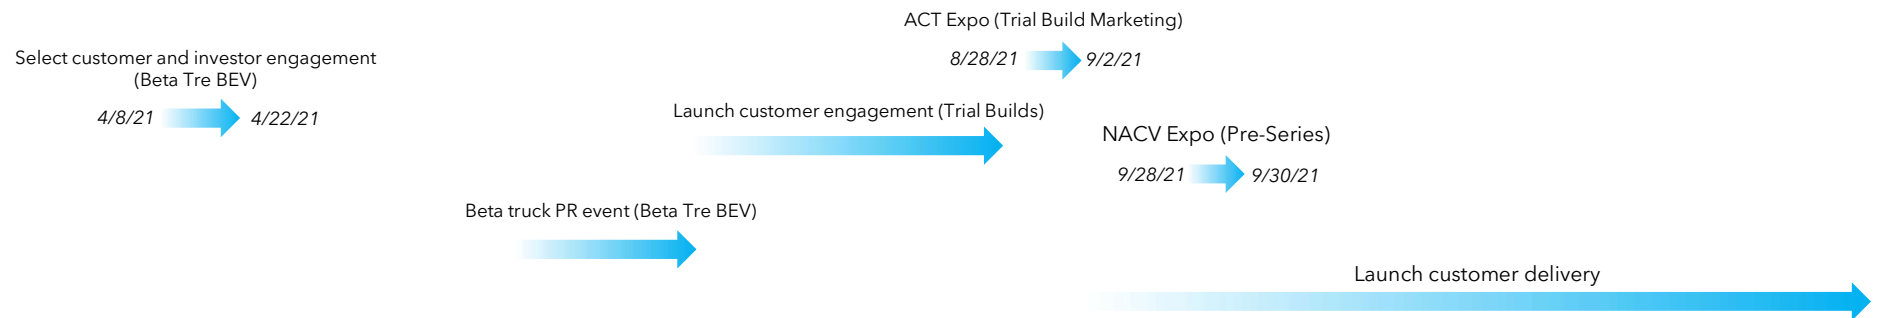 ACT Expo (Trial Build Marketing)
8/28/21 9/2/21
Select customer and investor engagement
(Beta Tre BEV)
4/8/21 4/22/21
Launch customer engagement (Trial Builds)
NACV Expo (Pre-Series)
9/28/21 9/30/21
Beta truck PR event (Beta Tre BEV)
Launch customer delivery